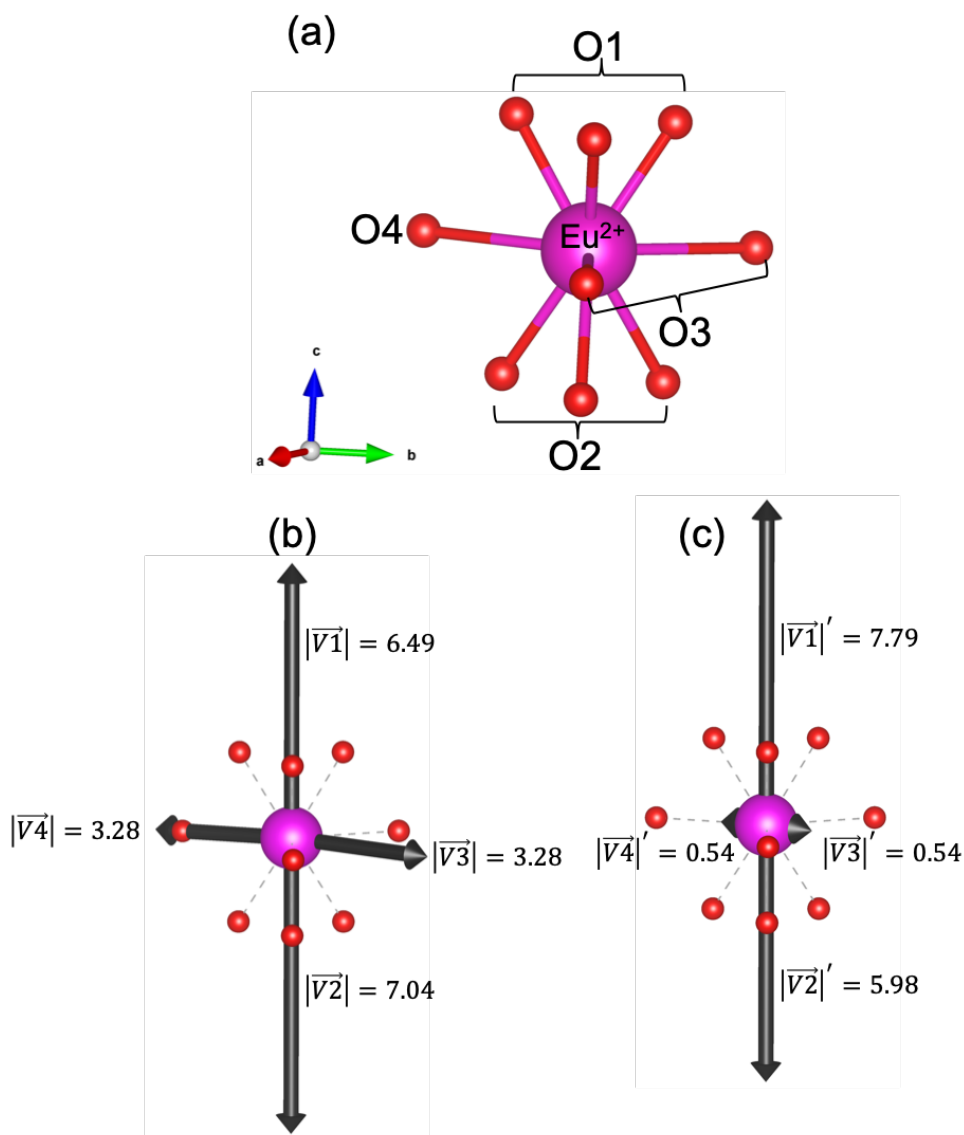 (a)
O1
O4
Eu2+
O3
O2
c
a
b
(b)
(c)
|V1⃗| = 6.49
|V1⃗|′ = 7.79
|V4⃗| = 3.28
|V3⃗| = 3.28
|V4⃗|′ = 0.54
|V3⃗|′ = 0.54
|V2⃗| = 7.04
|V2⃗|′ = 5.98